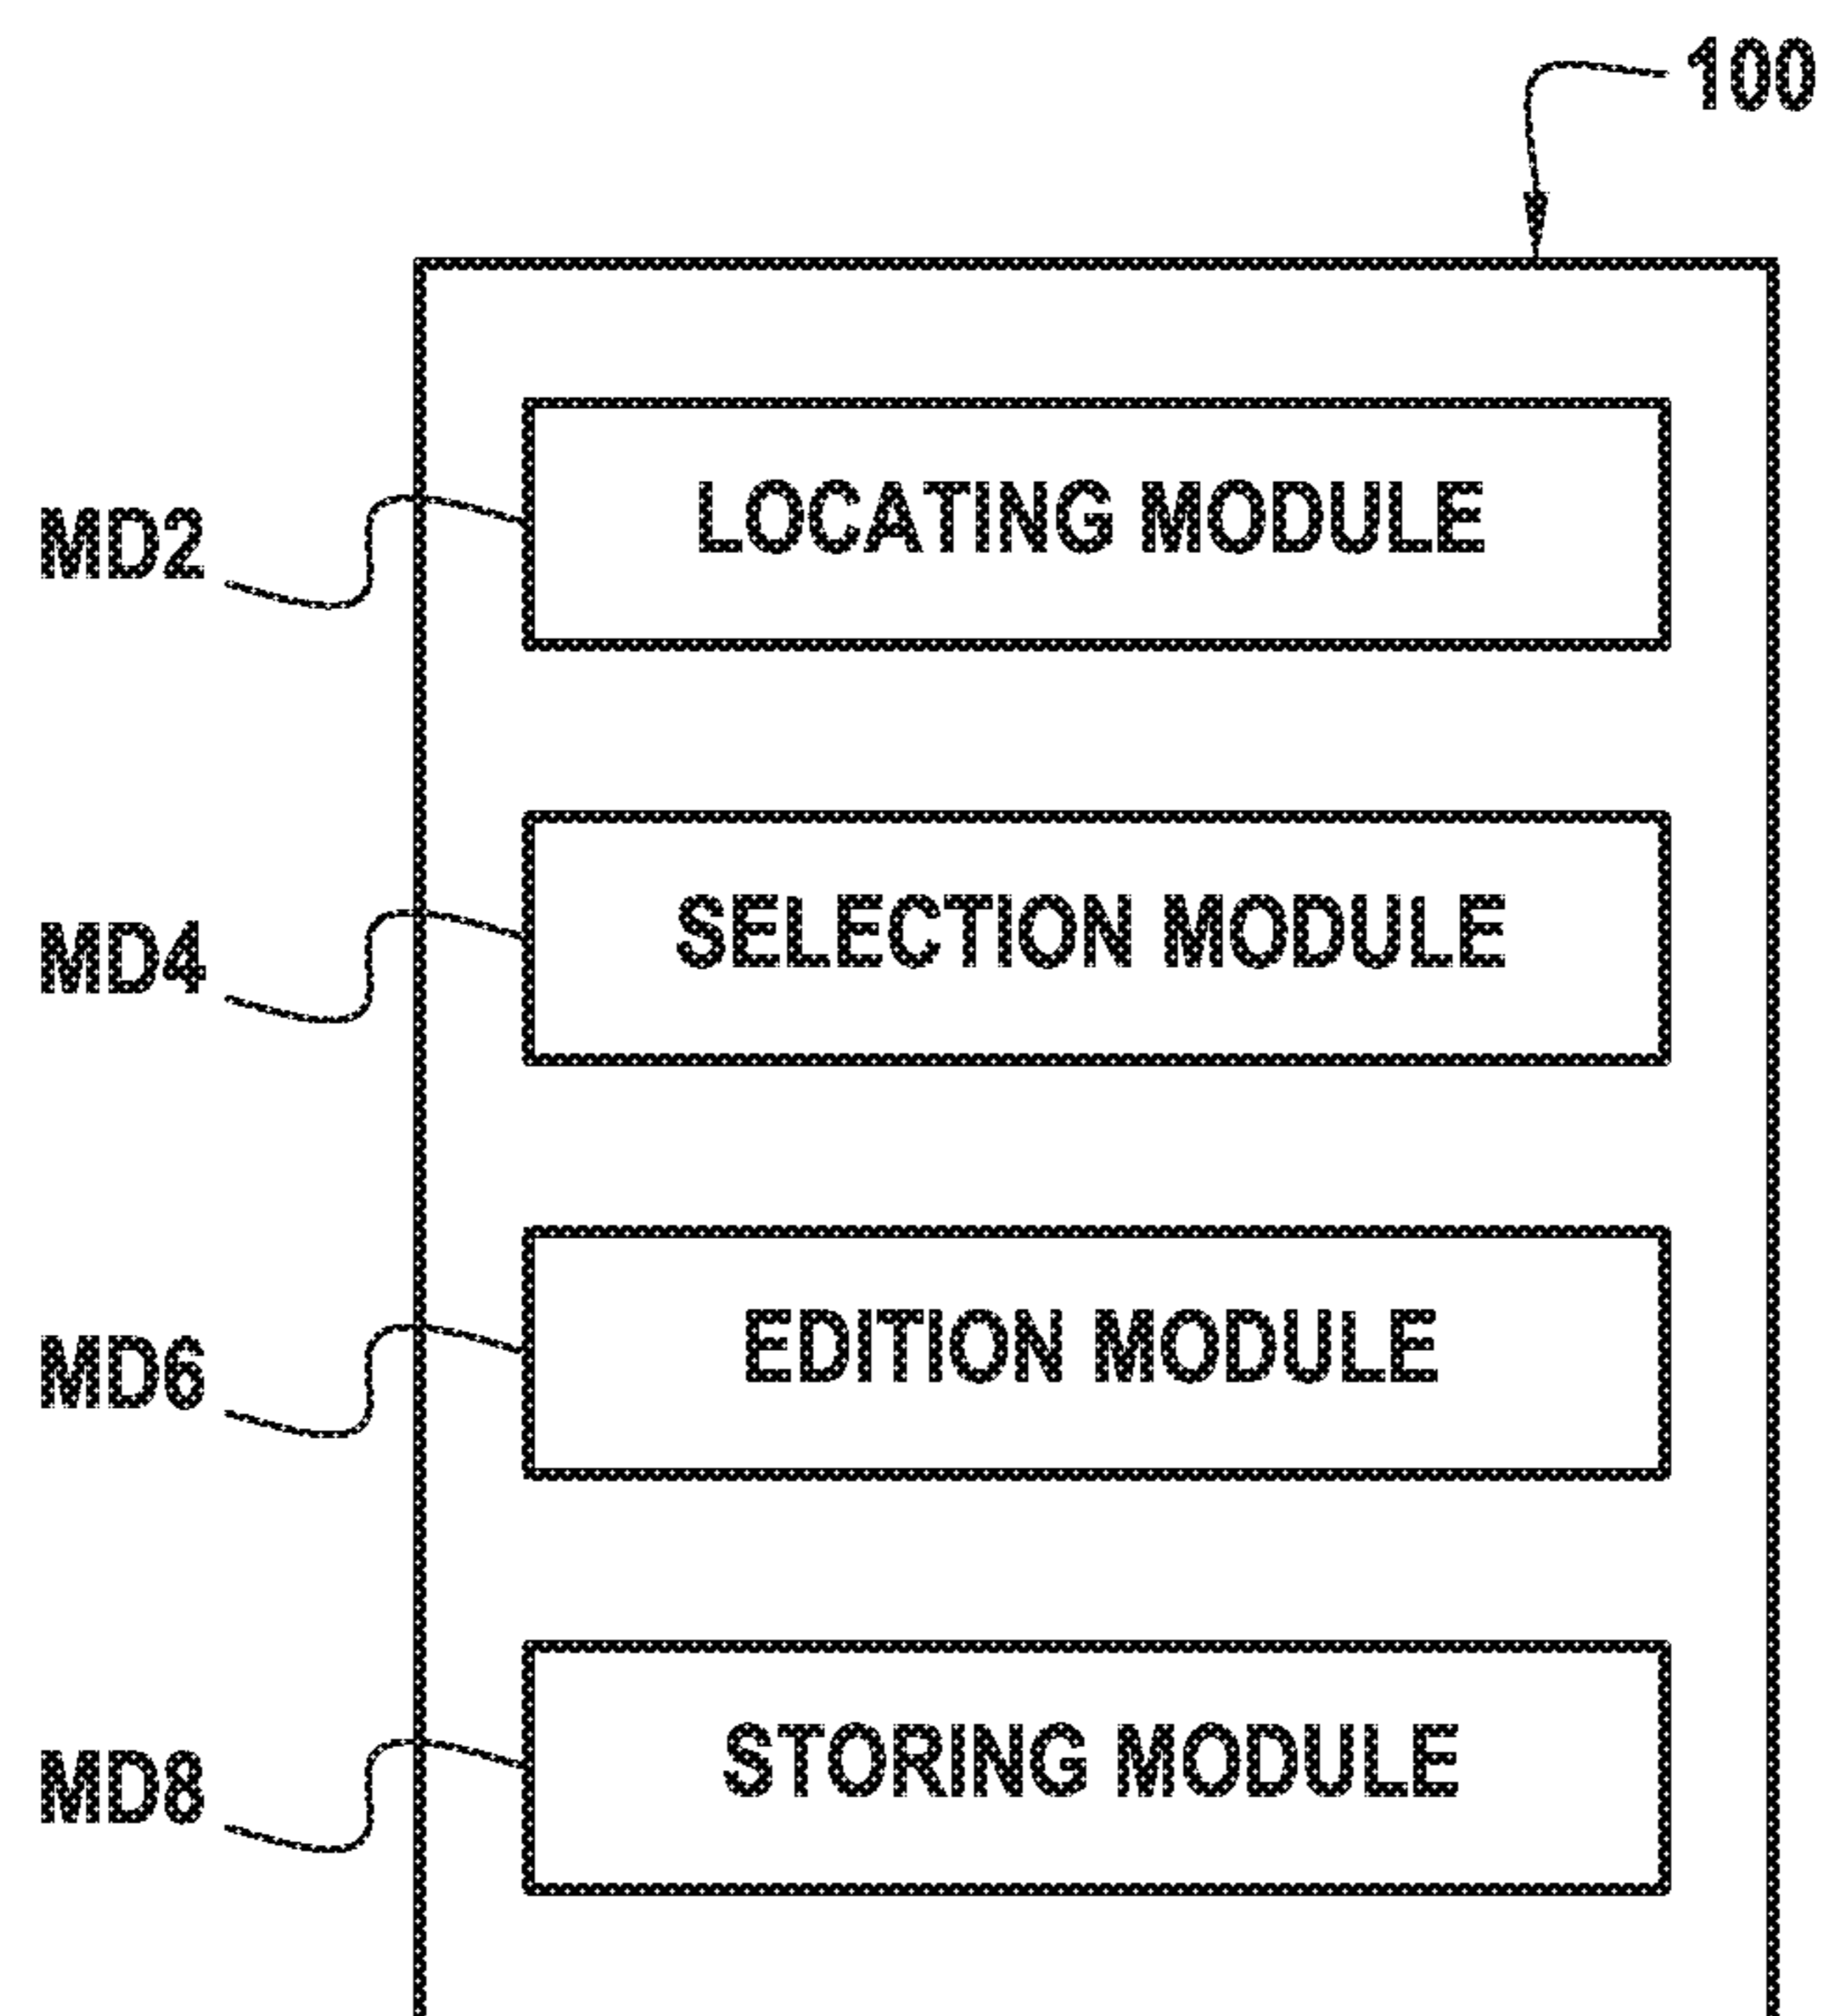 100
MD2 LOCATING MODULE
MD4 SELECTION MODULE
MD6 EDITION MODULE
MD8 STORING MODULE